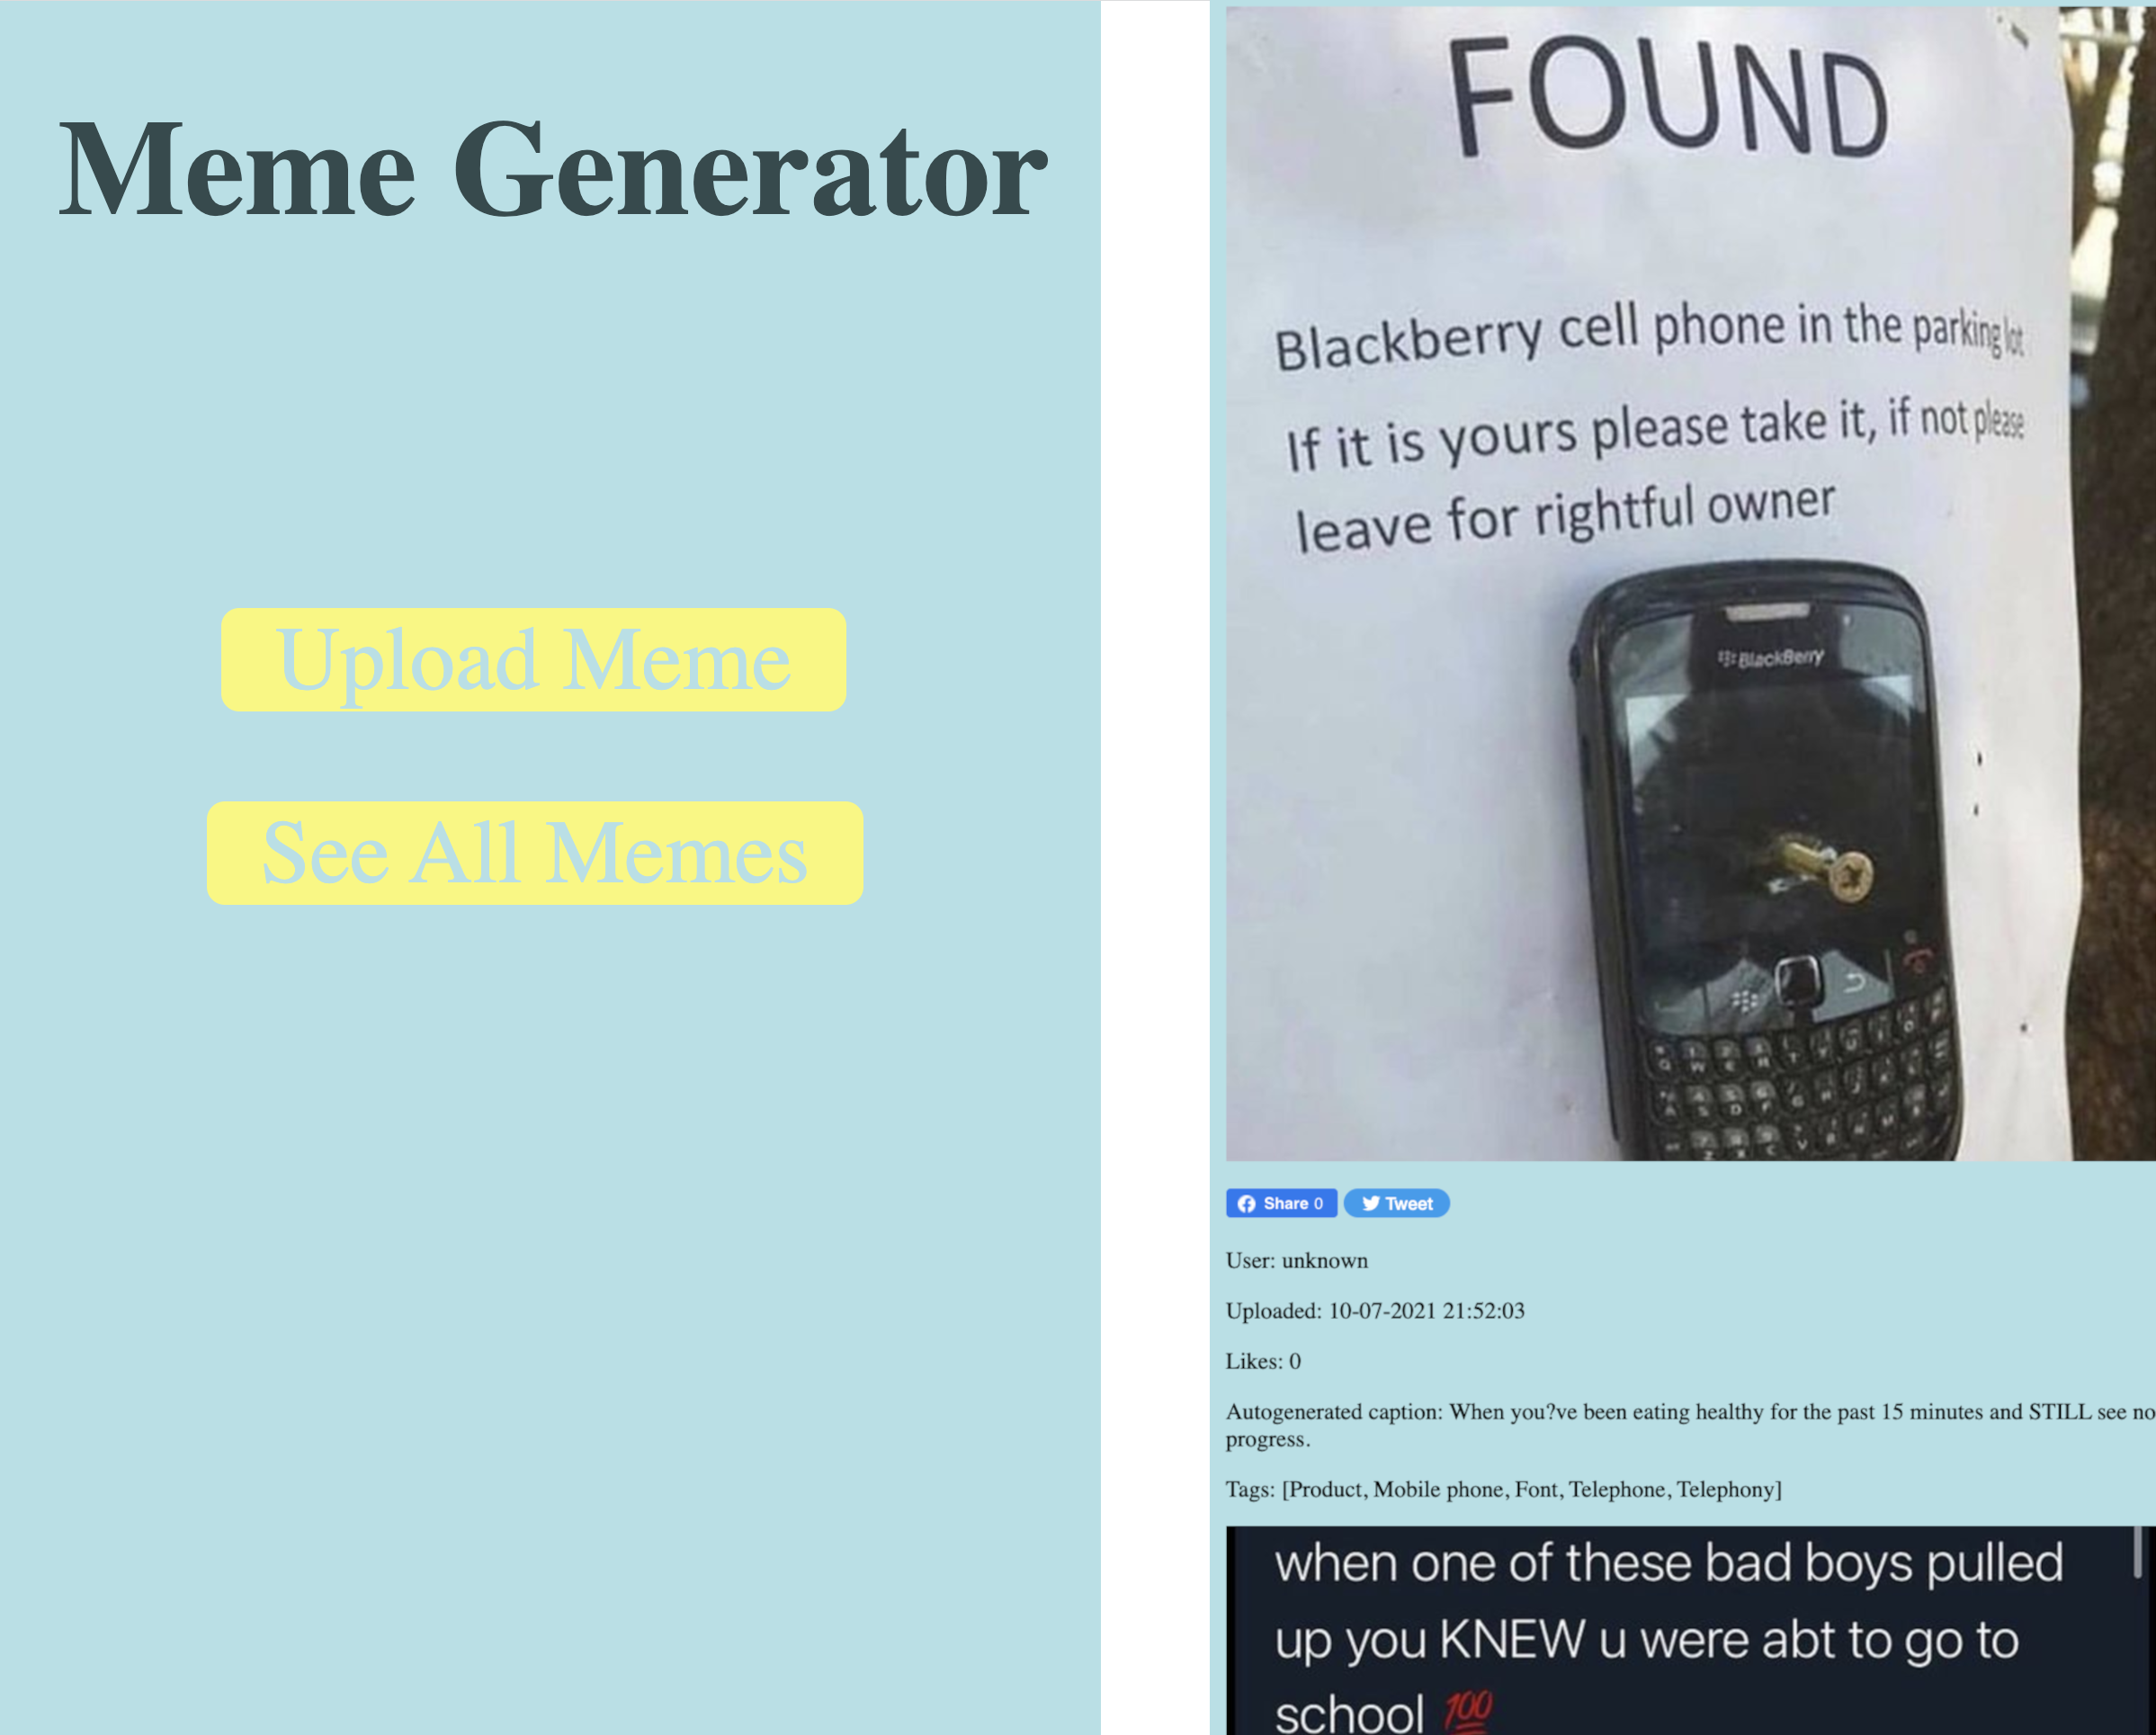 Meme Generator
Upload Meme
See All Memes
FOUND
Blackberry cell phone in the parking lot
If it is yours please take it, if not please
leave for rightful owner
BlackBerry
Share 0
Tweet
User: unknown
Uploaded: 10-07-2021 21:52:03
Likes: 0
Autogenerated caption: When you?ve been eating healthy for the past 15 minutes and STILL see no
progress.
Tags: [Product, Mobile phone, Font, Telephone, Telephony]
when one of these bad boys pulled
up you KNEW u were abt to go to
school 💯